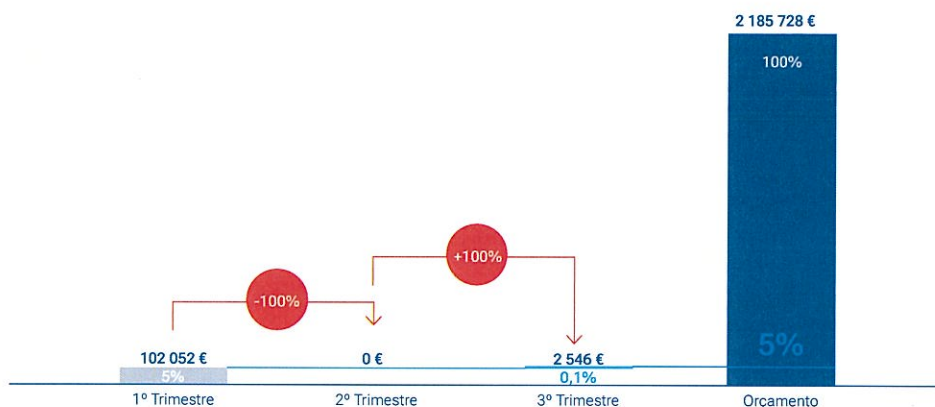 2 185 728 €
100%
+100%
-100%
5%
102 052 €
0 €
2 546 €
5%
0,1%
1º Trimestre
2º Trimestre
3º Trimestre
Orcamento